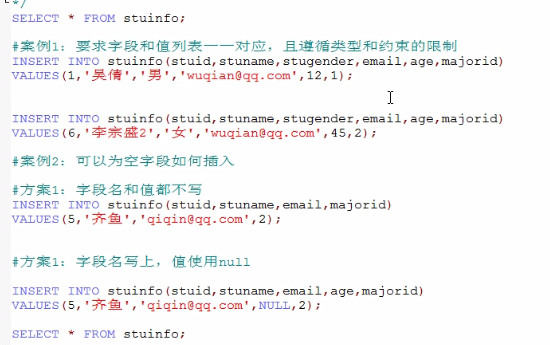 */
SELECT * FROM stuinfo;
#案例1：要求字段和值列表一一对应，且遵循类型和约束的限制
INSERT INTO stuinfo(stuid,stuname,stugender,email,age,majorid)
VALUES(1,'吴倩','男','wuqian@qq.com',12,1);
INSERT INTO stuinfo(stuid,stuname,stugender,email,age,majorid)
VALUES(6,'李宗盛2','女','wuqian@qq.com',45,2);
#案例2：可以为空字段如何插入
#方案1：字段名和值都不写
INSERT INTO stuinfo(stuid,stuname,email,majorid)
VALUES(5,'齐鱼','qiqin@qq.com',2);
#方案1：字段名写上，值使用null
INSERT INTO stuinfo(stuid,stuname,email,age,majorid)
VALUES(5,'齐鱼','qiqin@qq.com',NULL,2);
SELECT * FROM stuinfo;